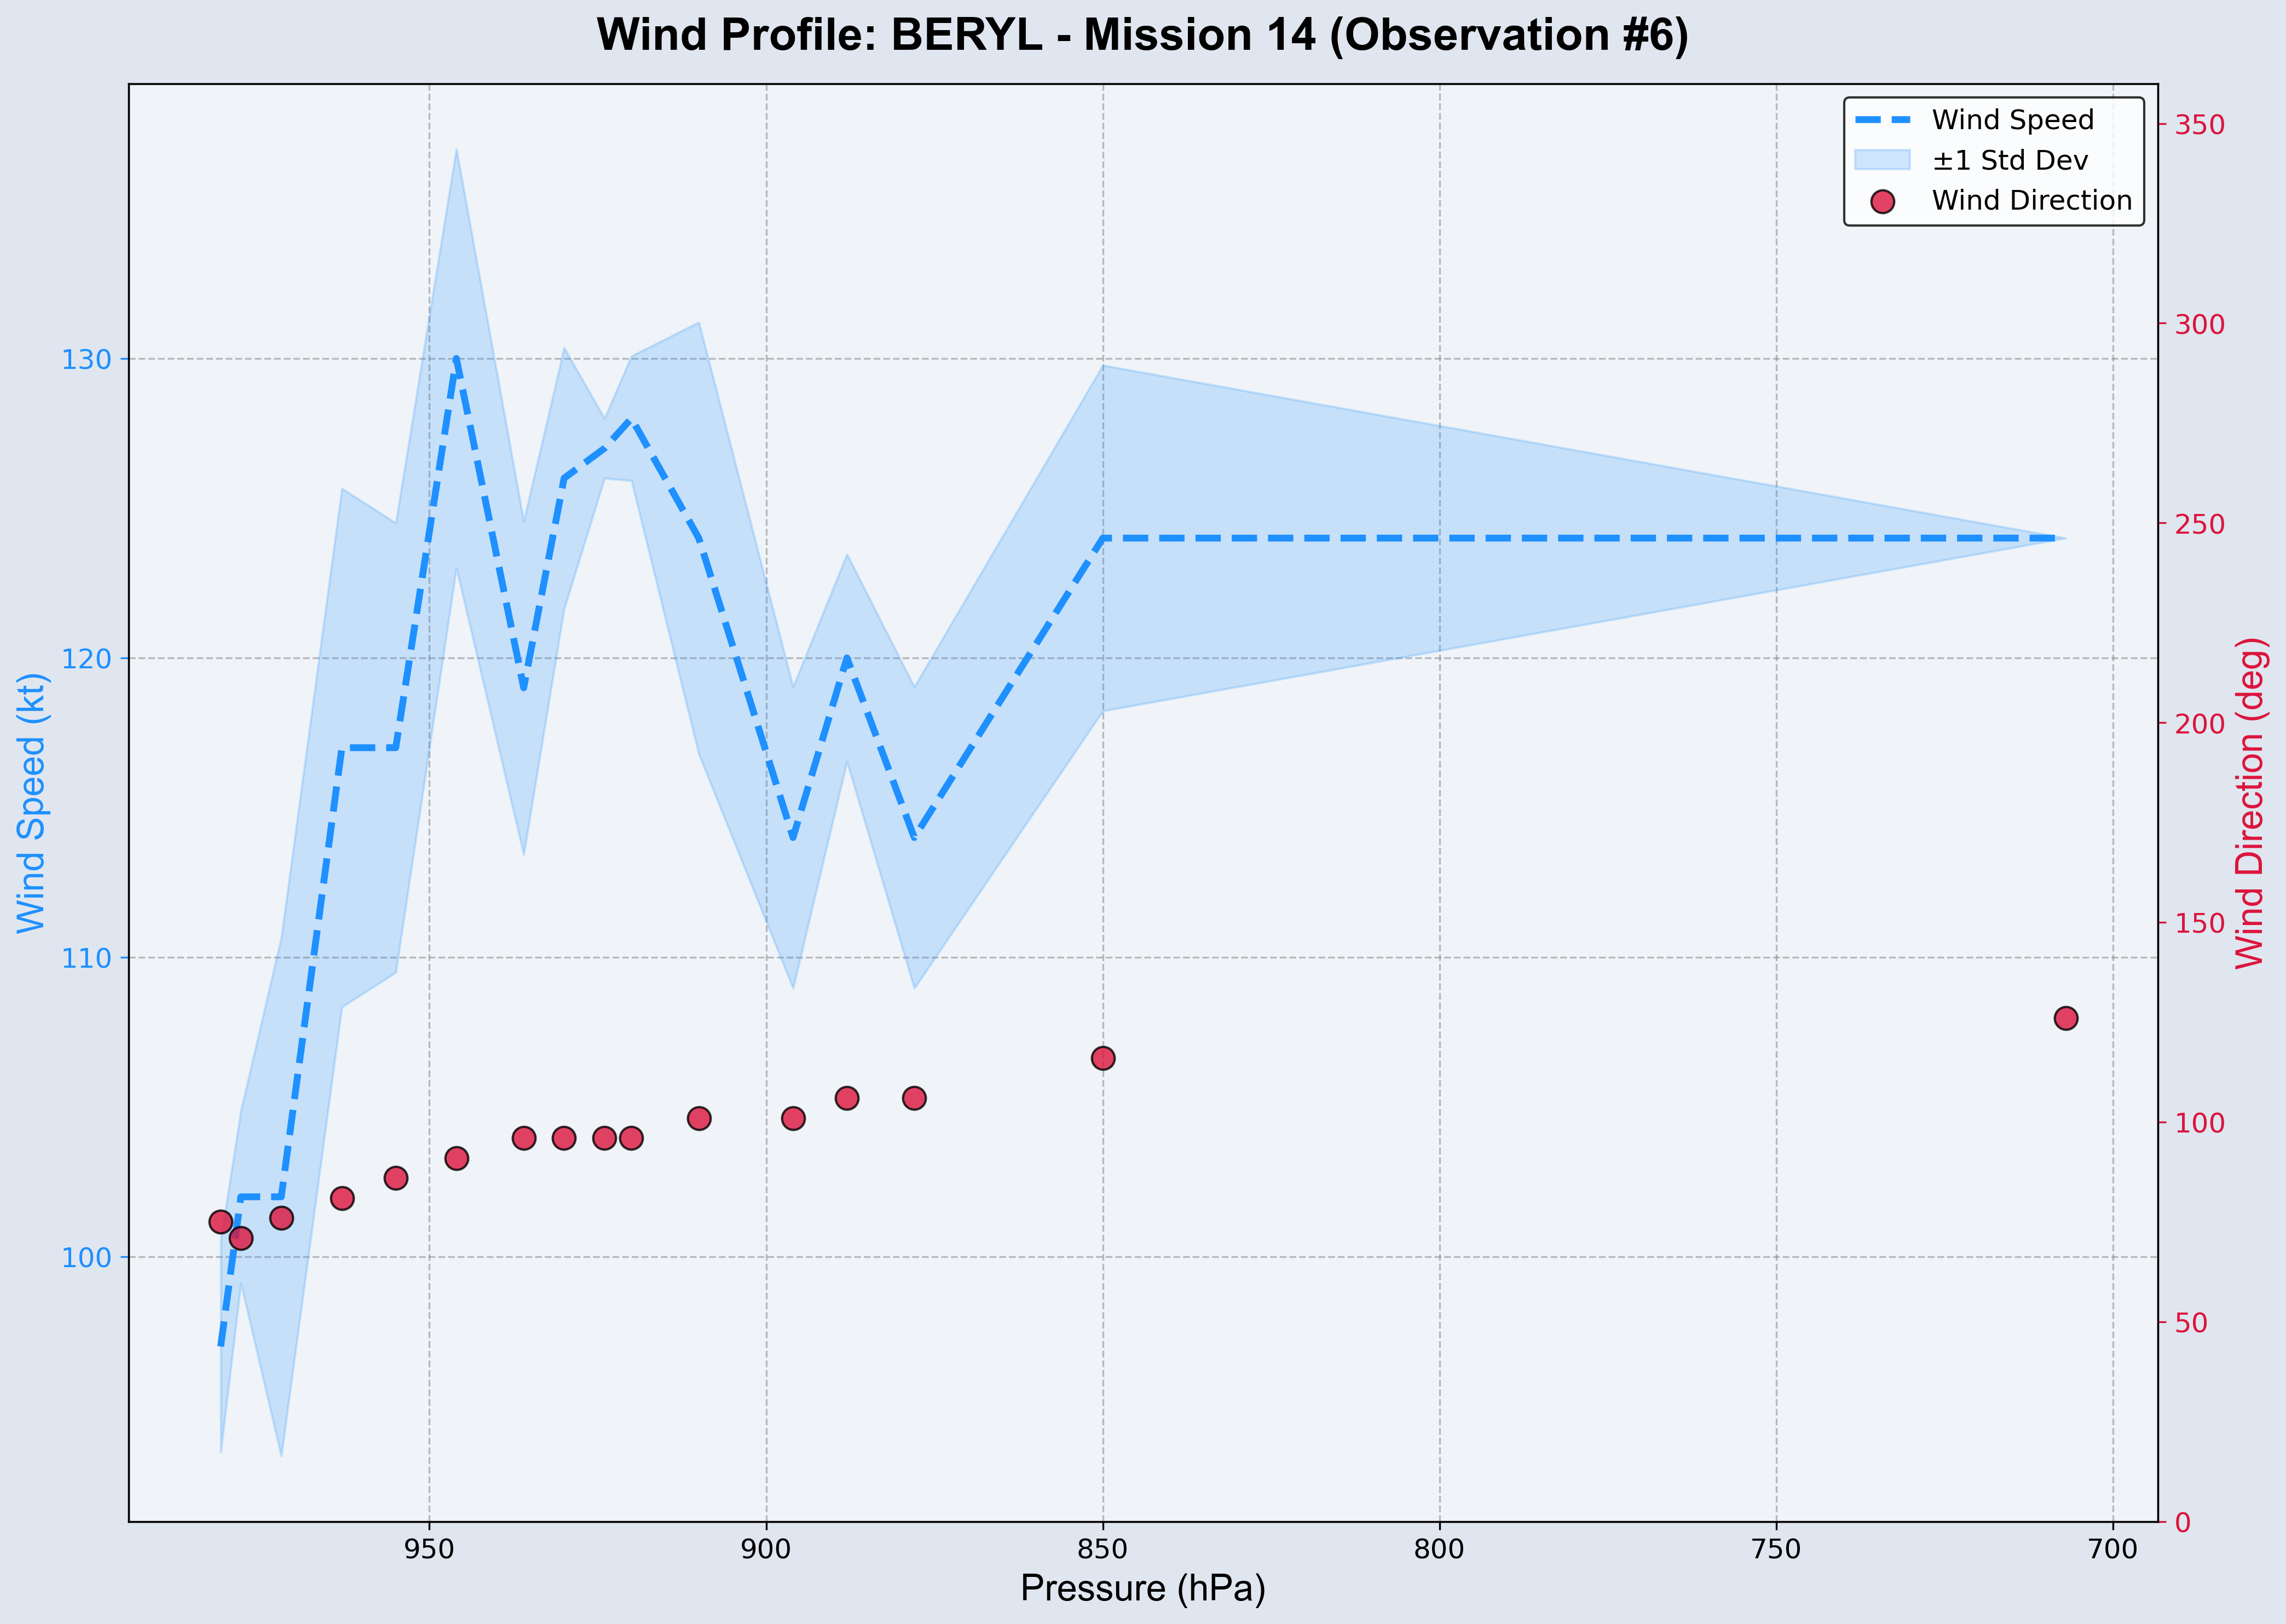 Wind Profile: BERYL - Mission 14 (Observation #6)
Wind Speed
±1 Std Dev
Wind Direction
Wind Speed (kt)
130
120
110
100
350
300
250
200
150
100
50
0
Wind Direction (deg)
950
900
850
800
750
700
Pressure (hPa)